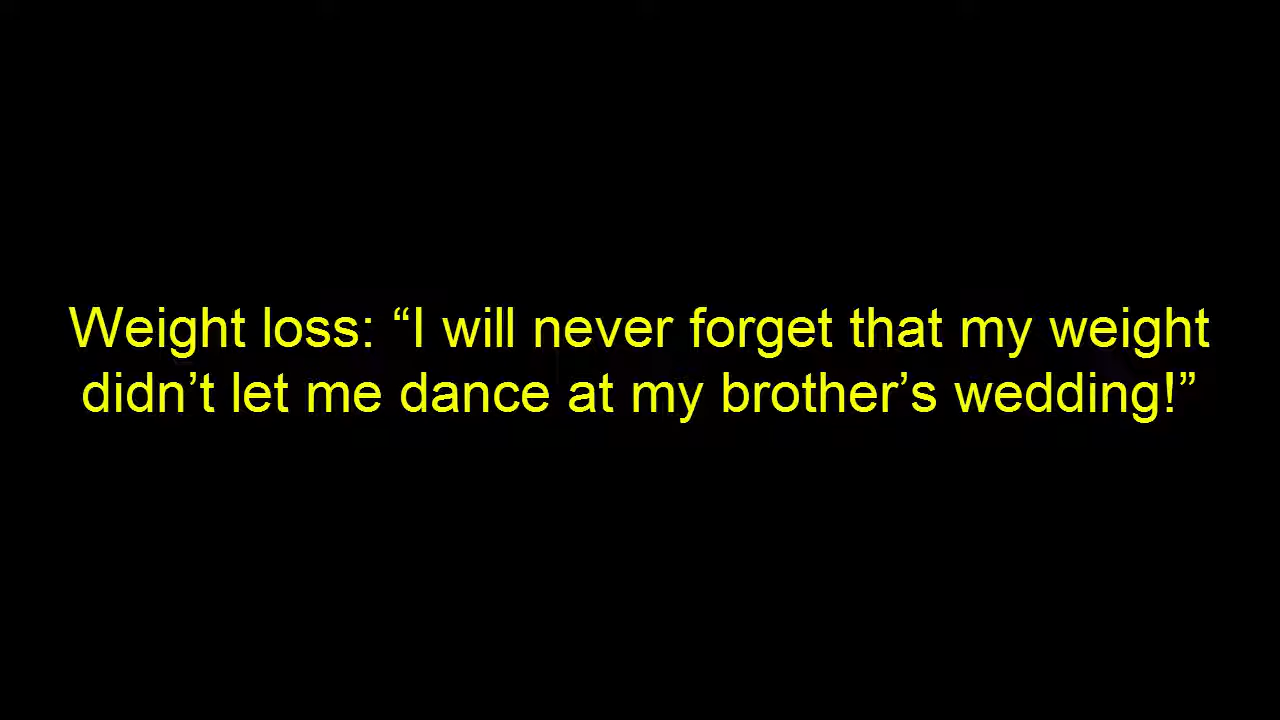 Weight loss: “I will never forget that my weight
didn’t let me dance at my brother’s wedding!”